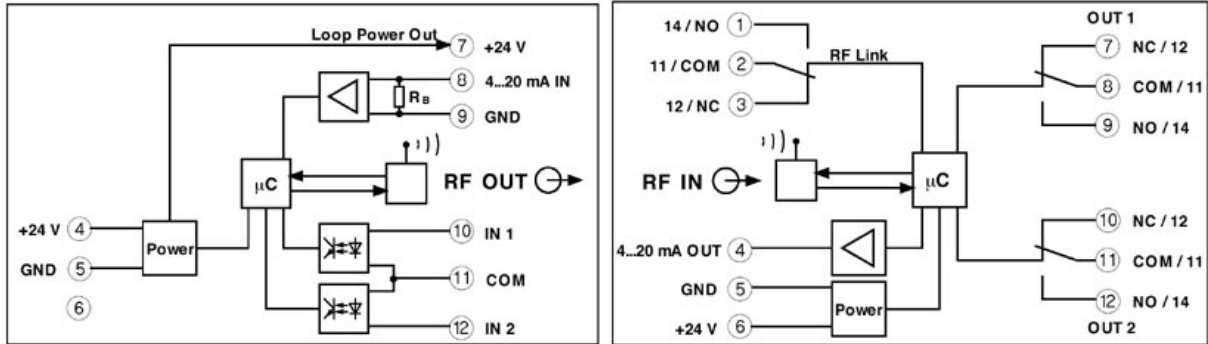 Loop Power Out
7 +24 V
8 4...20 mA IN
RB
9 GND
µC
RF OUT
+24 V 4
Power
GND 5
6
10 IN 1
11 COM
12 IN 2
14 / NO 1
11 / COM 2
12 / NC 3
RF Link
OUT 1
7 NC / 12
8 COM / 11
9 NO / 14
RF IN
µC
4...20 mA OUT 4
GND 5
Power
+24 V 6
10 NC / 12
11 COM / 11
12 NO / 14
OUT 2